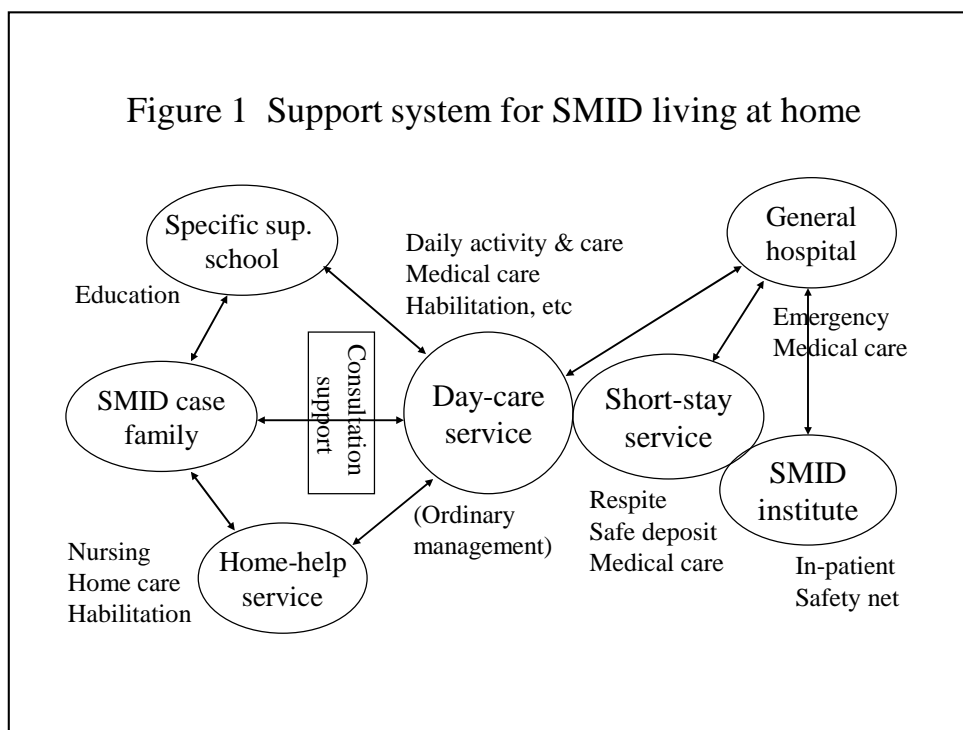 Figure 1 Support system for SMID living at home
Specific sup.
school
General
hospital
Daily activity & care
Medical care
Habilitation, etc
Education
Emergency
Medical care
Consultation
support
SMID case
family
Day-care
service
Short-stay
service
SMID
institute
(Ordinary
management)
Respite
Safe deposit
Medical care
Nursing
Home care
Habilitation
Home-help
service
In-patient
Safety net